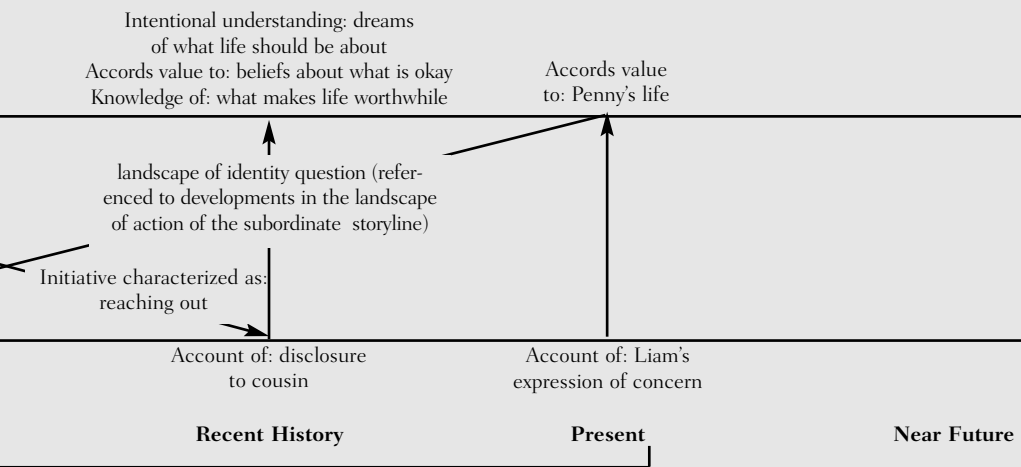 Intentional understanding: dreams
of what life should be about
Accords value to: beliefs about what is okay
Knowledge of: what makes life worthwhile
Accords value
to: Penny's life
landscape of identity question (refer-
enced to developments in the landscape
of action of the subordinate storyline)
Initiative characterized as:
reaching out
Account of: disclosure
to cousin
Account of: Liam's
expression of concern
Recent History
Present
Near Future